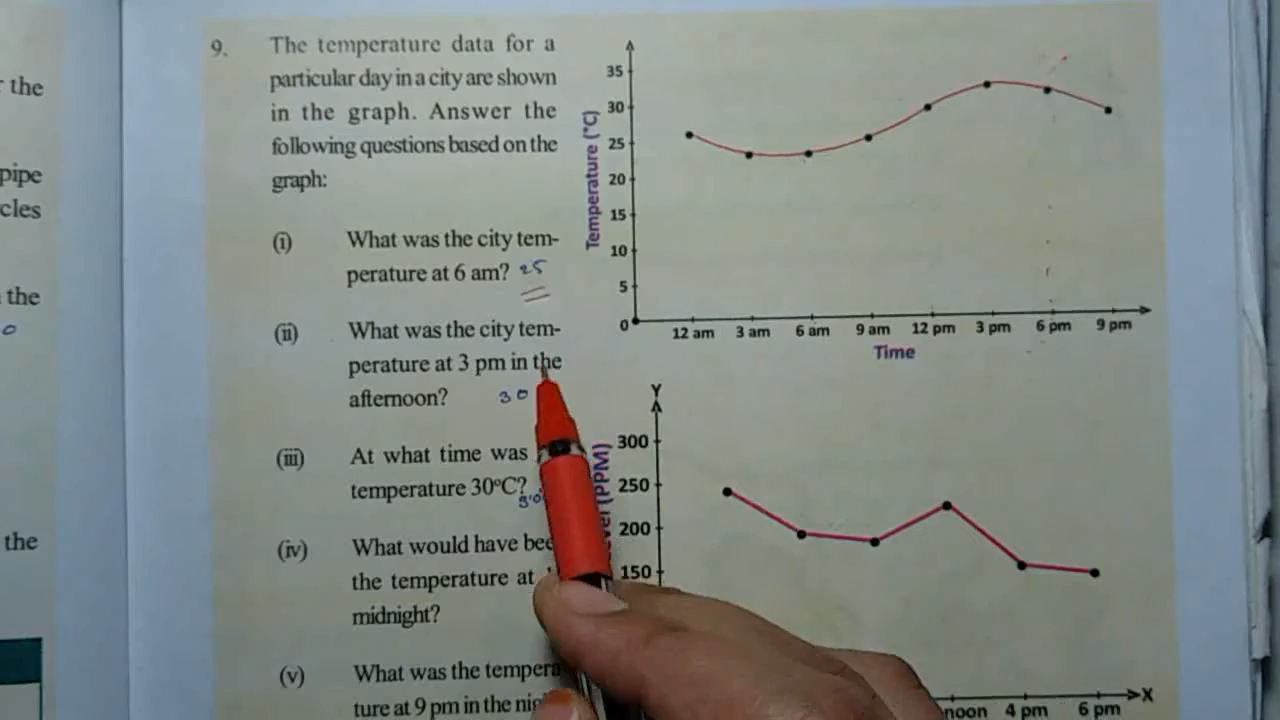 the
pipe
cles
the
0
the
9.
The temperature data for a
particular day in a city are shown
in the graph. Answer the
following questions based on the
graph:
(i) What was the city tem-
perature at 6 am? 25
(ii) What was the city tem-
perature at 3 pm in the
afternoon? 30
(iii) At what time was
temperature 30°C?
(iv) What would have bee
the temperature at
midnight?
(v) What was the tempera
ture at 9 pm in the nig
Temperature (°C)
35
30
25
20
15
10
5
0
12 am 3 am 6 am 9 am 12 pm 3 pm 6 pm 9 pm
Time
Y
(PPM)
300
250
200
150
X
noon 4 pm 6 pm